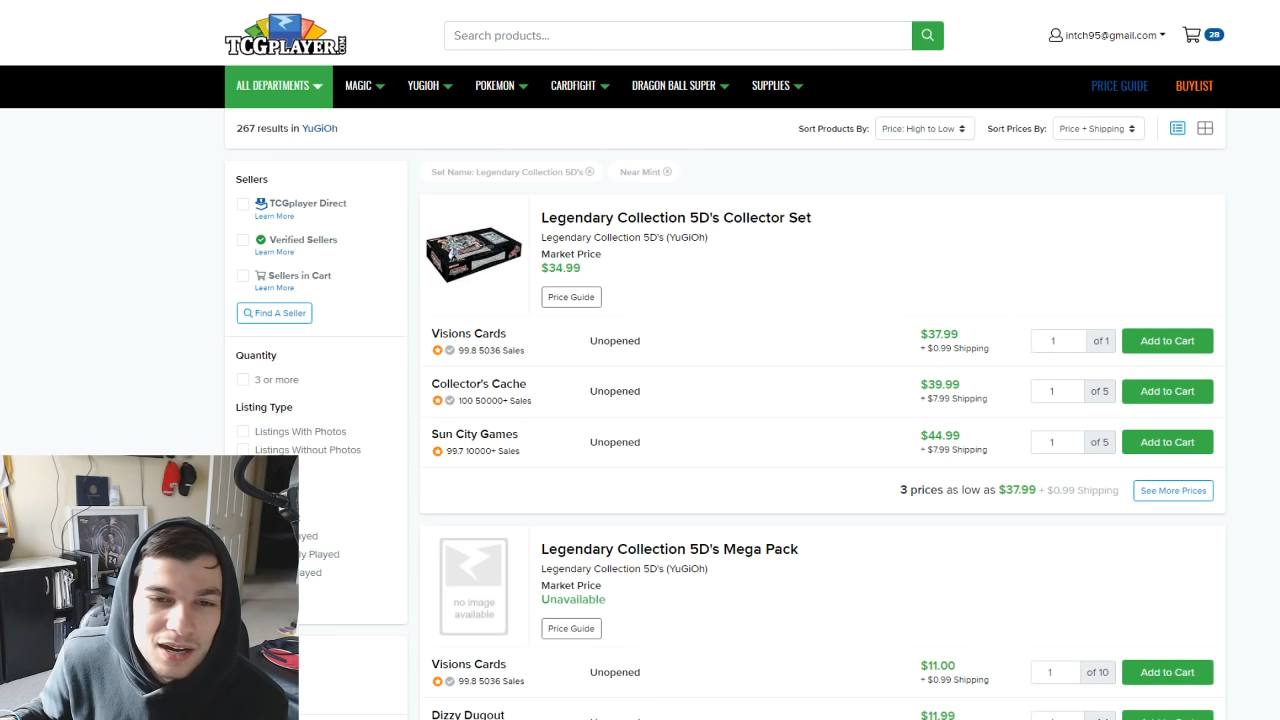 TCGPLAYER.COM
Search products...
intch95@gmail.com
28
ALL DEPARTMENTS
MAGIC
YUGIOH
POKEMON
CARDFIGHT
DRAGON BALL SUPER
SUPPLIES
PRICE GUIDE
BUYLIST
267 results in YuGiOh
Sort Products By:
Price: High to Low
Sort Prices By:
Price + Shipping
Sellers
TCGplayer Direct
Learn More
Verified Sellers
Learn More
Sellers in Cart
Learn More
Find A Seller
Quantity
3 or more
Listing Type
Listings With Photos
Listings Without Photos
ayed
ly Played
ayed
Set Name: Legendary Collection 5D's
Near Mint
Legendary Collection 5D's Collector Set
Legendary Collection 5D's (YuGiOh)
Market Price
$34.99
Price Guide
Visions Cards
99.8 5036 Sales
Unopened
$37.99
+ $0.99 Shipping
1 of 1
Add to Cart
Collector's Cache
100 50000+ Sales
Unopened
$39.99
+ $7.99 Shipping
1 of 5
Add to Cart
Sun City Games
99.7 10000+ Sales
Unopened
$44.99
+ $7.99 Shipping
1 of 5
Add to Cart
3 prices as low as $37.99 + $0.99 Shipping
See More Prices
no image
available
Legendary Collection 5D's Mega Pack
Legendary Collection 5D's (YuGiOh)
Market Price
Unavailable
Price Guide
Visions Cards
99.8 5036 Sales
Unopened
$11.00
+ $0.99 Shipping
1 of 10
Add to Cart
Dizzy Dugout
$11.99